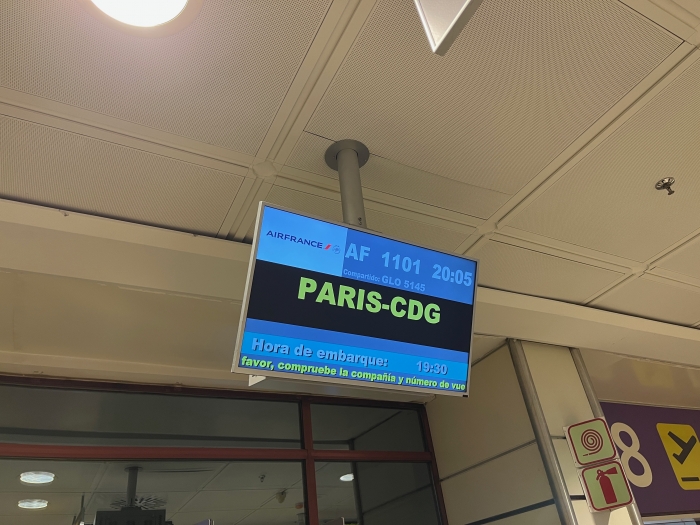 AIRFRANCE
AF 1101 20:05
Compartido: GLO 5145
PARIS-CDG
Hora de embarque: 19:30
favor, compruebe la compañía y número de vue
8